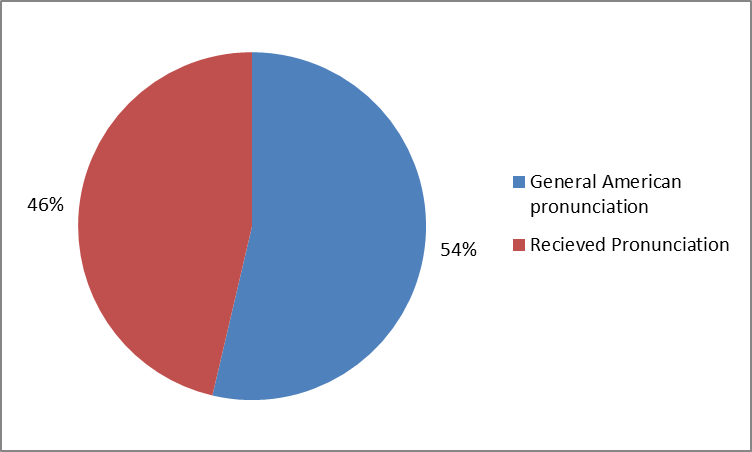 46%
54%
General American
pronunciation
Recieved Pronunciation